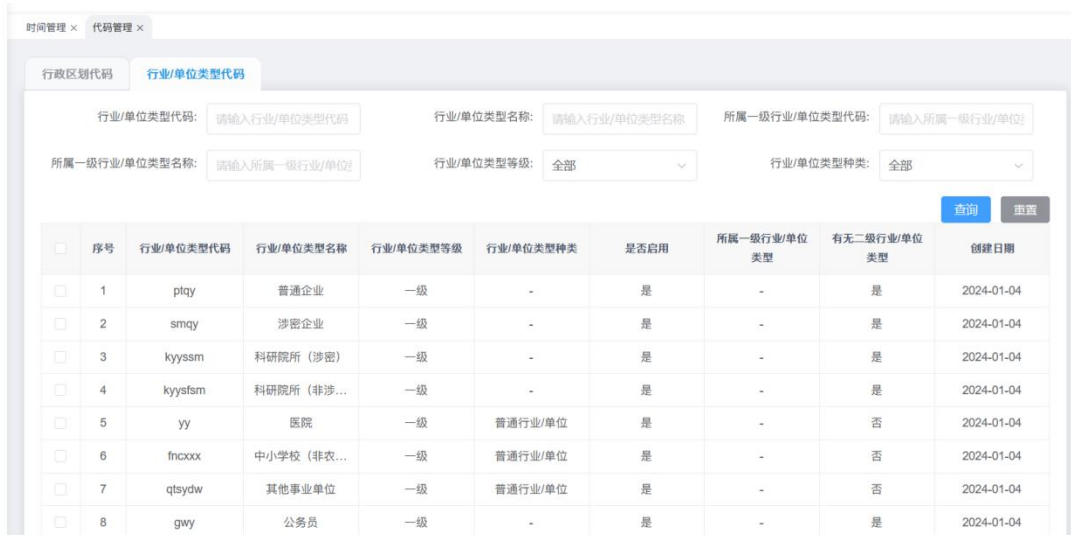 时间管理 × 代码管理 ×
行政区划代码 行业/单位类型代码
行业/单位类型代码: 请输入行业/单位类型代码 行业/单位类型名称: 请输入行业/单位类型名称 所属一级行业/单位类型代码: 请输入所属一级行业/单位
所属一级行业/单位类型名称: 请输入所属一级行业/单位 行业/单位类型等级: 全部 行业/单位类型种类: 全部
查询 重置
序号 行业/单位类型代码 行业/单位类型名称 行业/单位类型等级 行业/单位类型种类 是否启用 所属一级行业/单位类型 有无二级行业/单位类型 创建日期
1 ptqy 普通企业 一级 - 是 - 是 2024-01-04
2 smqy 涉密企业 一级 - 是 - 是 2024-01-04
3 kyyssm 科研院所（涉密） 一级 - 是 - 是 2024-01-04
4 kyysfsm 科研院所（非涉... 一级 - 是 - 是 2024-01-04
5 yy 医院 一级 普通行业/单位 是 - 否 2024-01-04
6 fncxxx 中小学校（非农... 一级 普通行业/单位 是 - 否 2024-01-04
7 qtsydw 其他事业单位 一级 普通行业/单位 是 - 否 2024-01-04
8 gwy 公务员 一级 - 是 - 是 2024-01-04